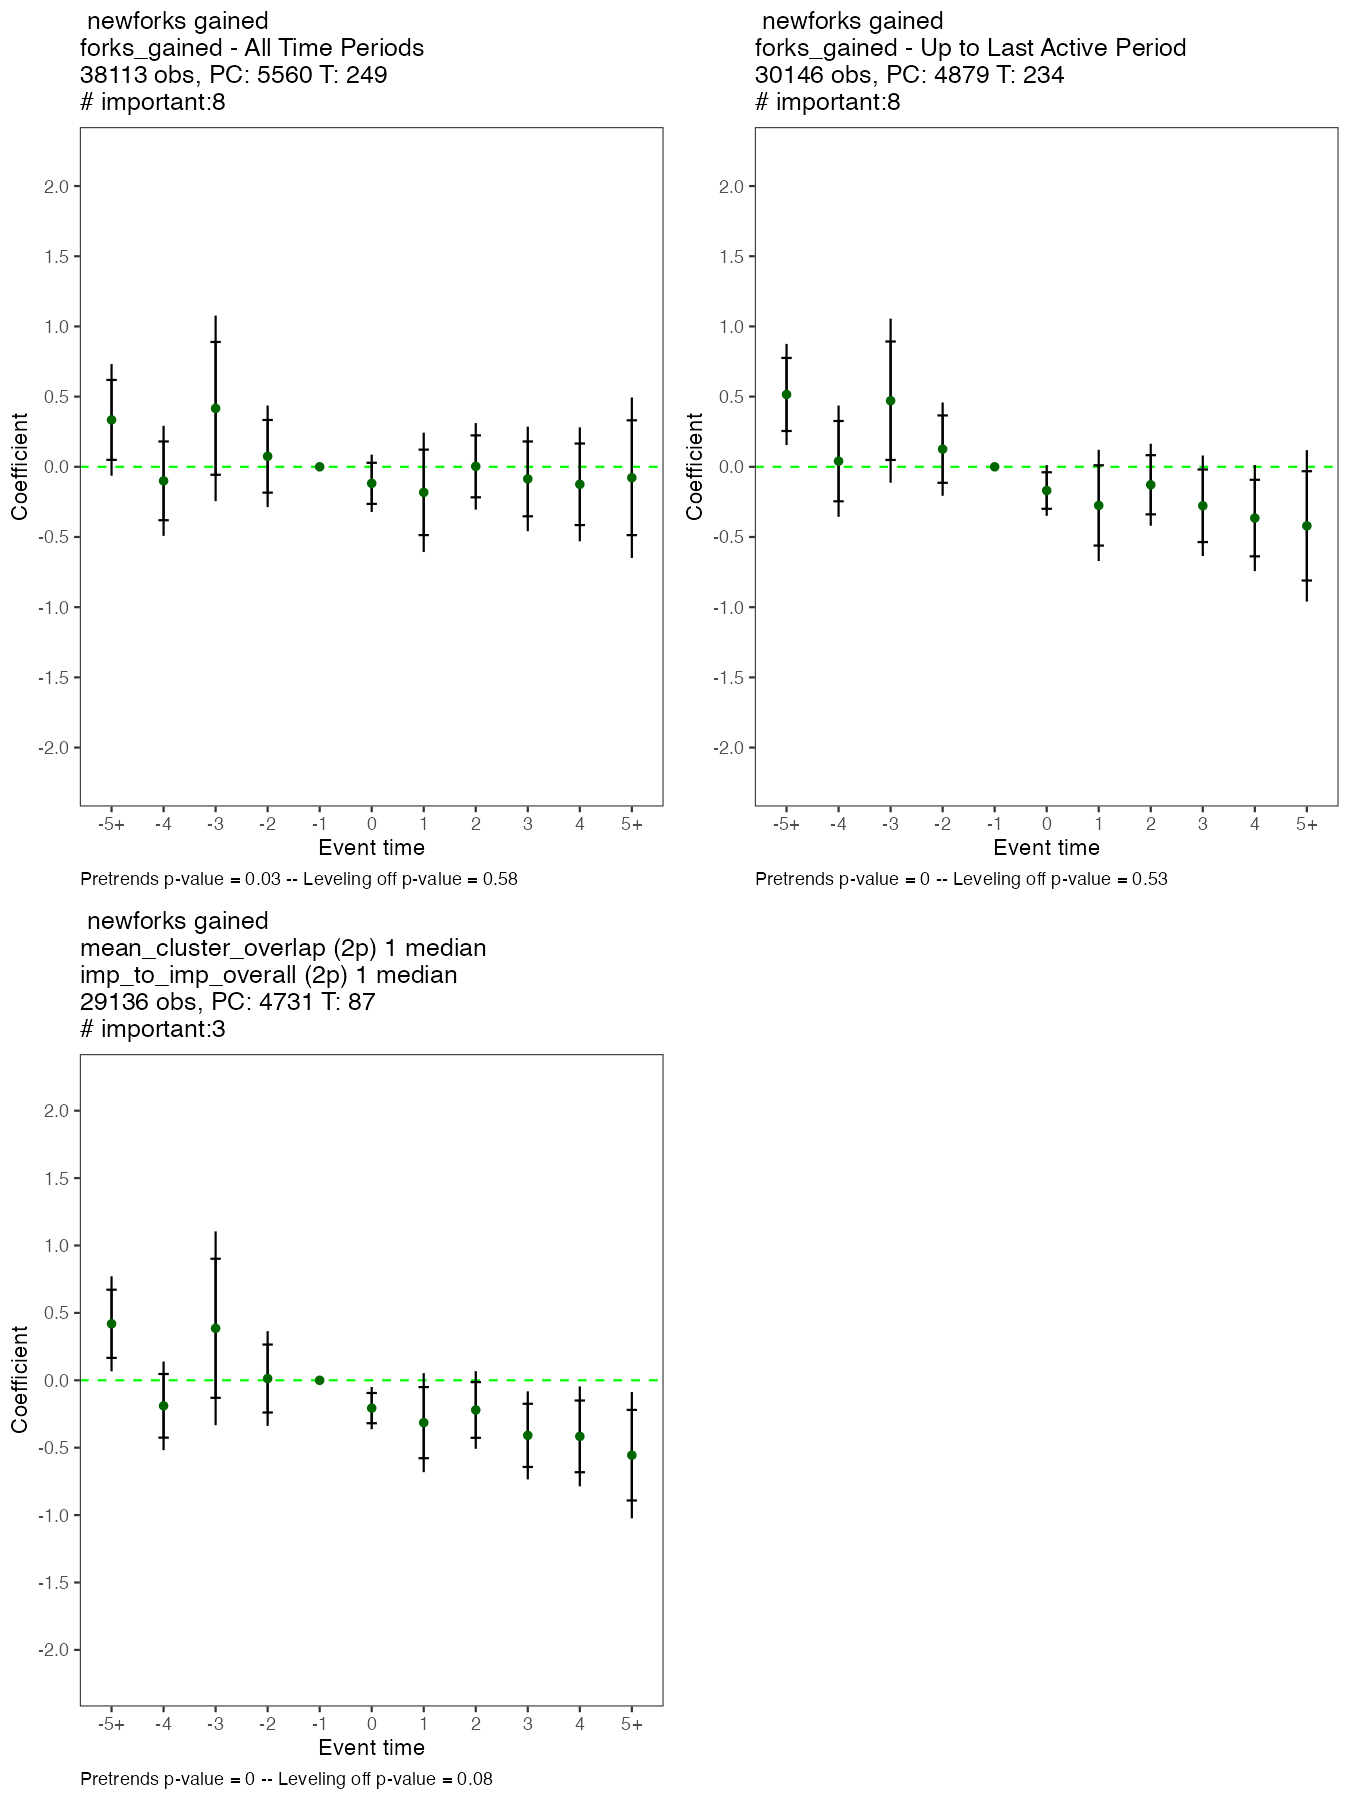 newforks gained
forks_gained - All Time Periods
38113 obs, PC: 5560 T: 249
# important:8
Coefficient
2.0
1.5
1.0
0.5
0.0
-0.5
-1.0
-1.5
-2.0
-5+ -4 -3 -2 -1 0 1 2 3 4 5+
Event time
Pretrends p-value = 0.03 -- Leveling off p-value = 0.58
newforks gained
forks_gained - Up to Last Active Period
30146 obs, PC: 4879 T: 234
# important:8
Coefficient
2.0
1.5
1.0
0.5
0.0
-0.5
-1.0
-1.5
-2.0
-5+ -4 -3 -2 -1 0 1 2 3 4 5+
Event time
Pretrends p-value = 0 -- Leveling off p-value = 0.53
newforks gained
mean_cluster_overlap (2p) 1 median
imp_to_imp_overall (2p) 1 median
29136 obs, PC: 4731 T: 87
# important:3
Coefficient
2.0
1.5
1.0
0.5
0.0
-0.5
-1.0
-1.5
-2.0
-5+ -4 -3 -2 -1 0 1 2 3 4 5+
Event time
Pretrends p-value = 0 -- Leveling off p-value = 0.08